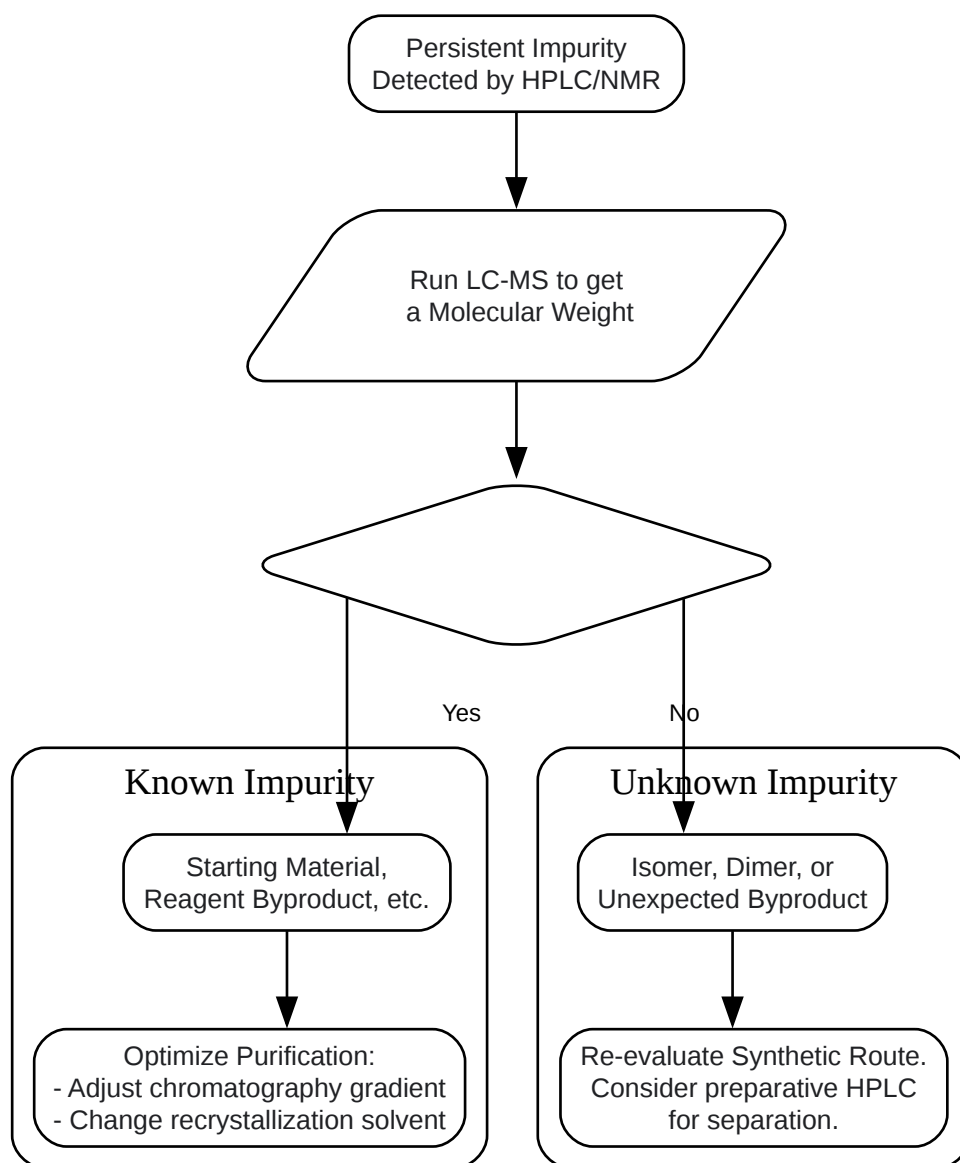 Persistent Impurity
Detected by HPLC/NMR
Run LC-MS to get
a Molecular Weight
Yes
No
Known Impurity
Unknown Impurity
Starting Material,
Reagent Byproduct, etc.
Isomer, Dimer, or
Unexpected Byproduct
Optimize Purification:
- Adjust chromatography gradient
- Change recrystallization solvent
Re-evaluate Synthetic Route.
Consider preparative HPLC
for separation.